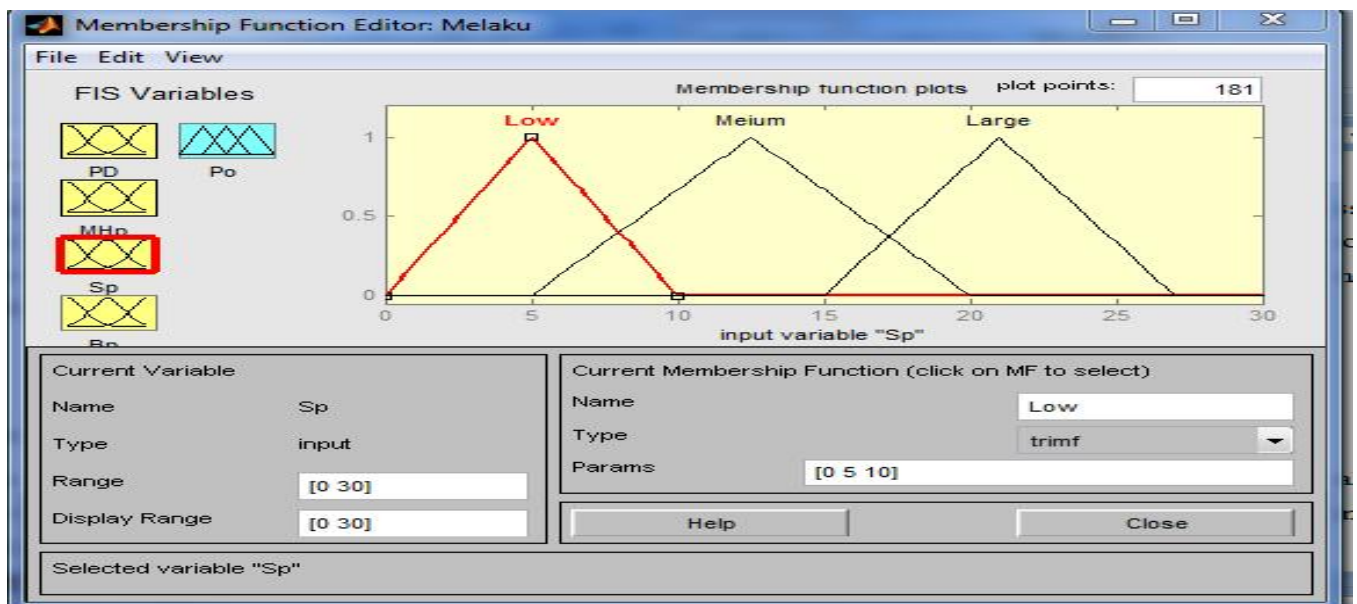 Membership Function Editor: Melaku
File Edit View
FIS Variables
Membership function plots plot points: 181
Low Meium Large
1
0.5
0
PD Po
MHp
Sp
Bp
0 5 10 15 20 25 30
input variable "Sp"
Current Variable
Name Sp
Type input
Range [0 30]
Display Range [0 30]
Current Membership Function (click on MF to select)
Name Low
Type trimf
Params [0 5 10]
Help Close
Selected variable "Sp"